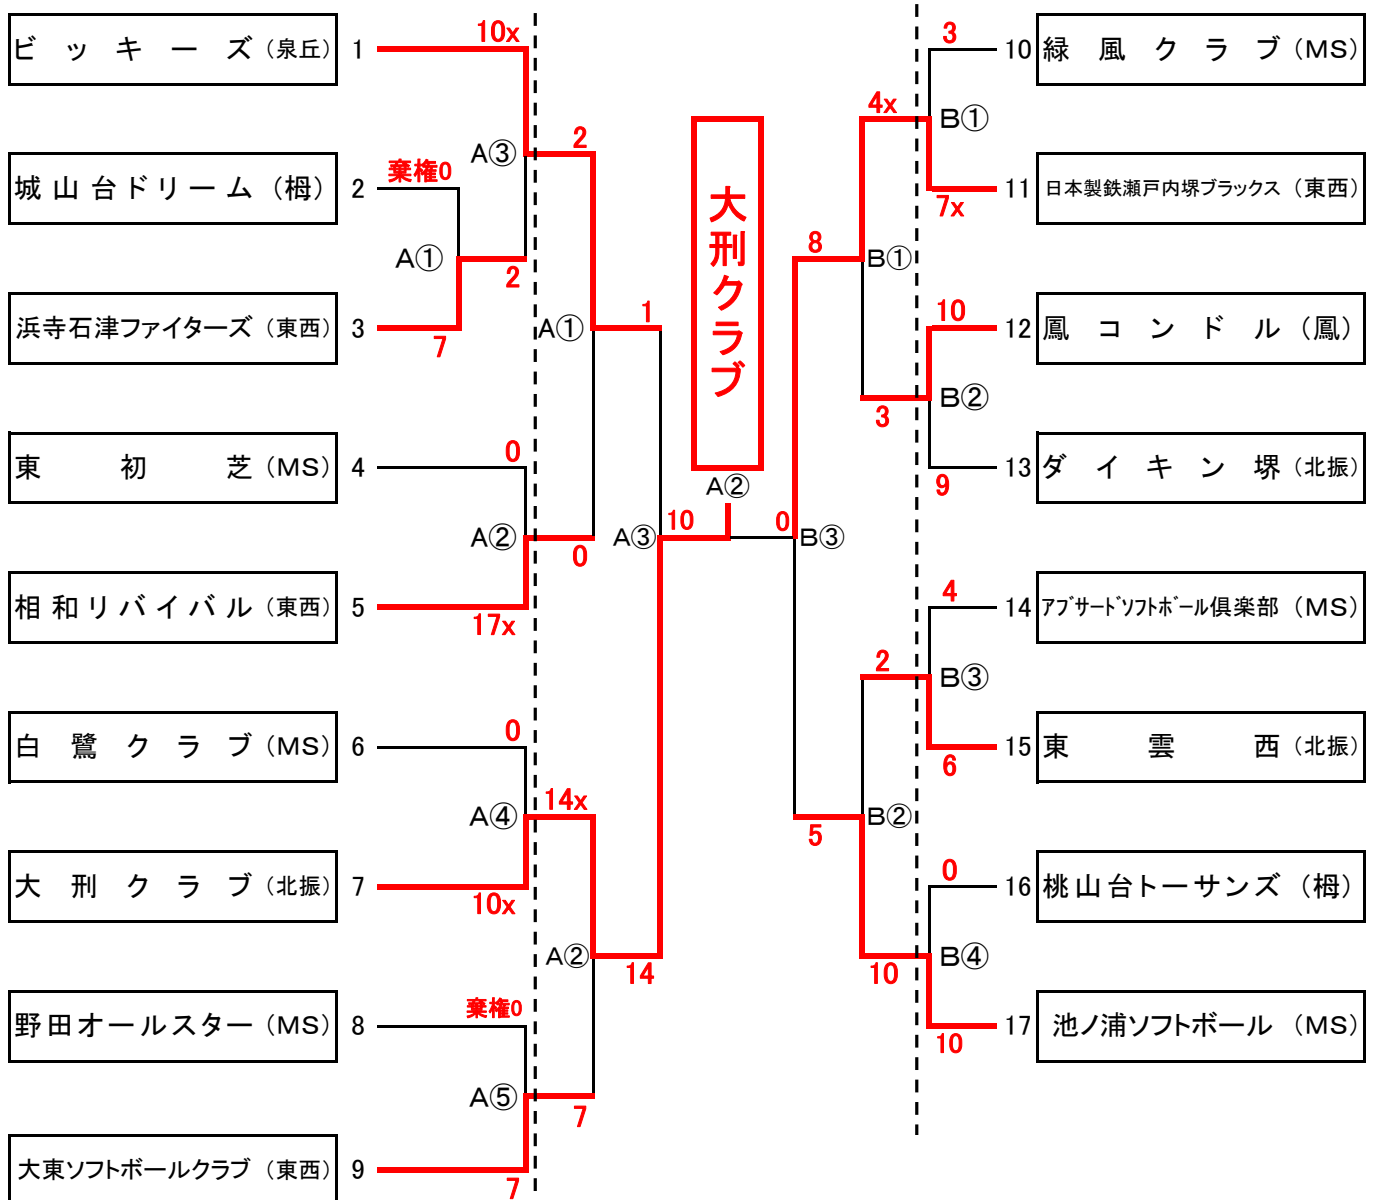 ビッキーズ（泉丘） 1
城山台ドリーム（栂） 2
浜寺石津ファイターズ（東西） 3
東初芝（MS） 4
相和リバイバル（東西） 5
白鷺クラブ（MS） 6
大刑クラブ（北振） 7
野田オールスター（MS） 8
大東ソフトボールクラブ（東西） 9
10x
A③
棄権0
A①
2
7
2
A①
0
A②
0
17x
1
0
A④
14x
10x
A②
14
棄権0
A⑤
7
7
A③
10
大刑クラブ
A②
0
B③
8
4x
B①
3
5
2
B②
10
3
B①
7x
10
B②
9
4
B③
6
0
B④
10
10 緑風クラブ（MS）
11 日本製鉄瀬戸内堺ブラックス（東西）
12 鳳コンドル（鳳）
13 ダイキン堺（北振）
14 アブサードソフトボール倶楽部（MS）
15 東雲西（北振）
16 桃山台トーサンズ（栂）
17 池ノ浦ソフトボール（MS）